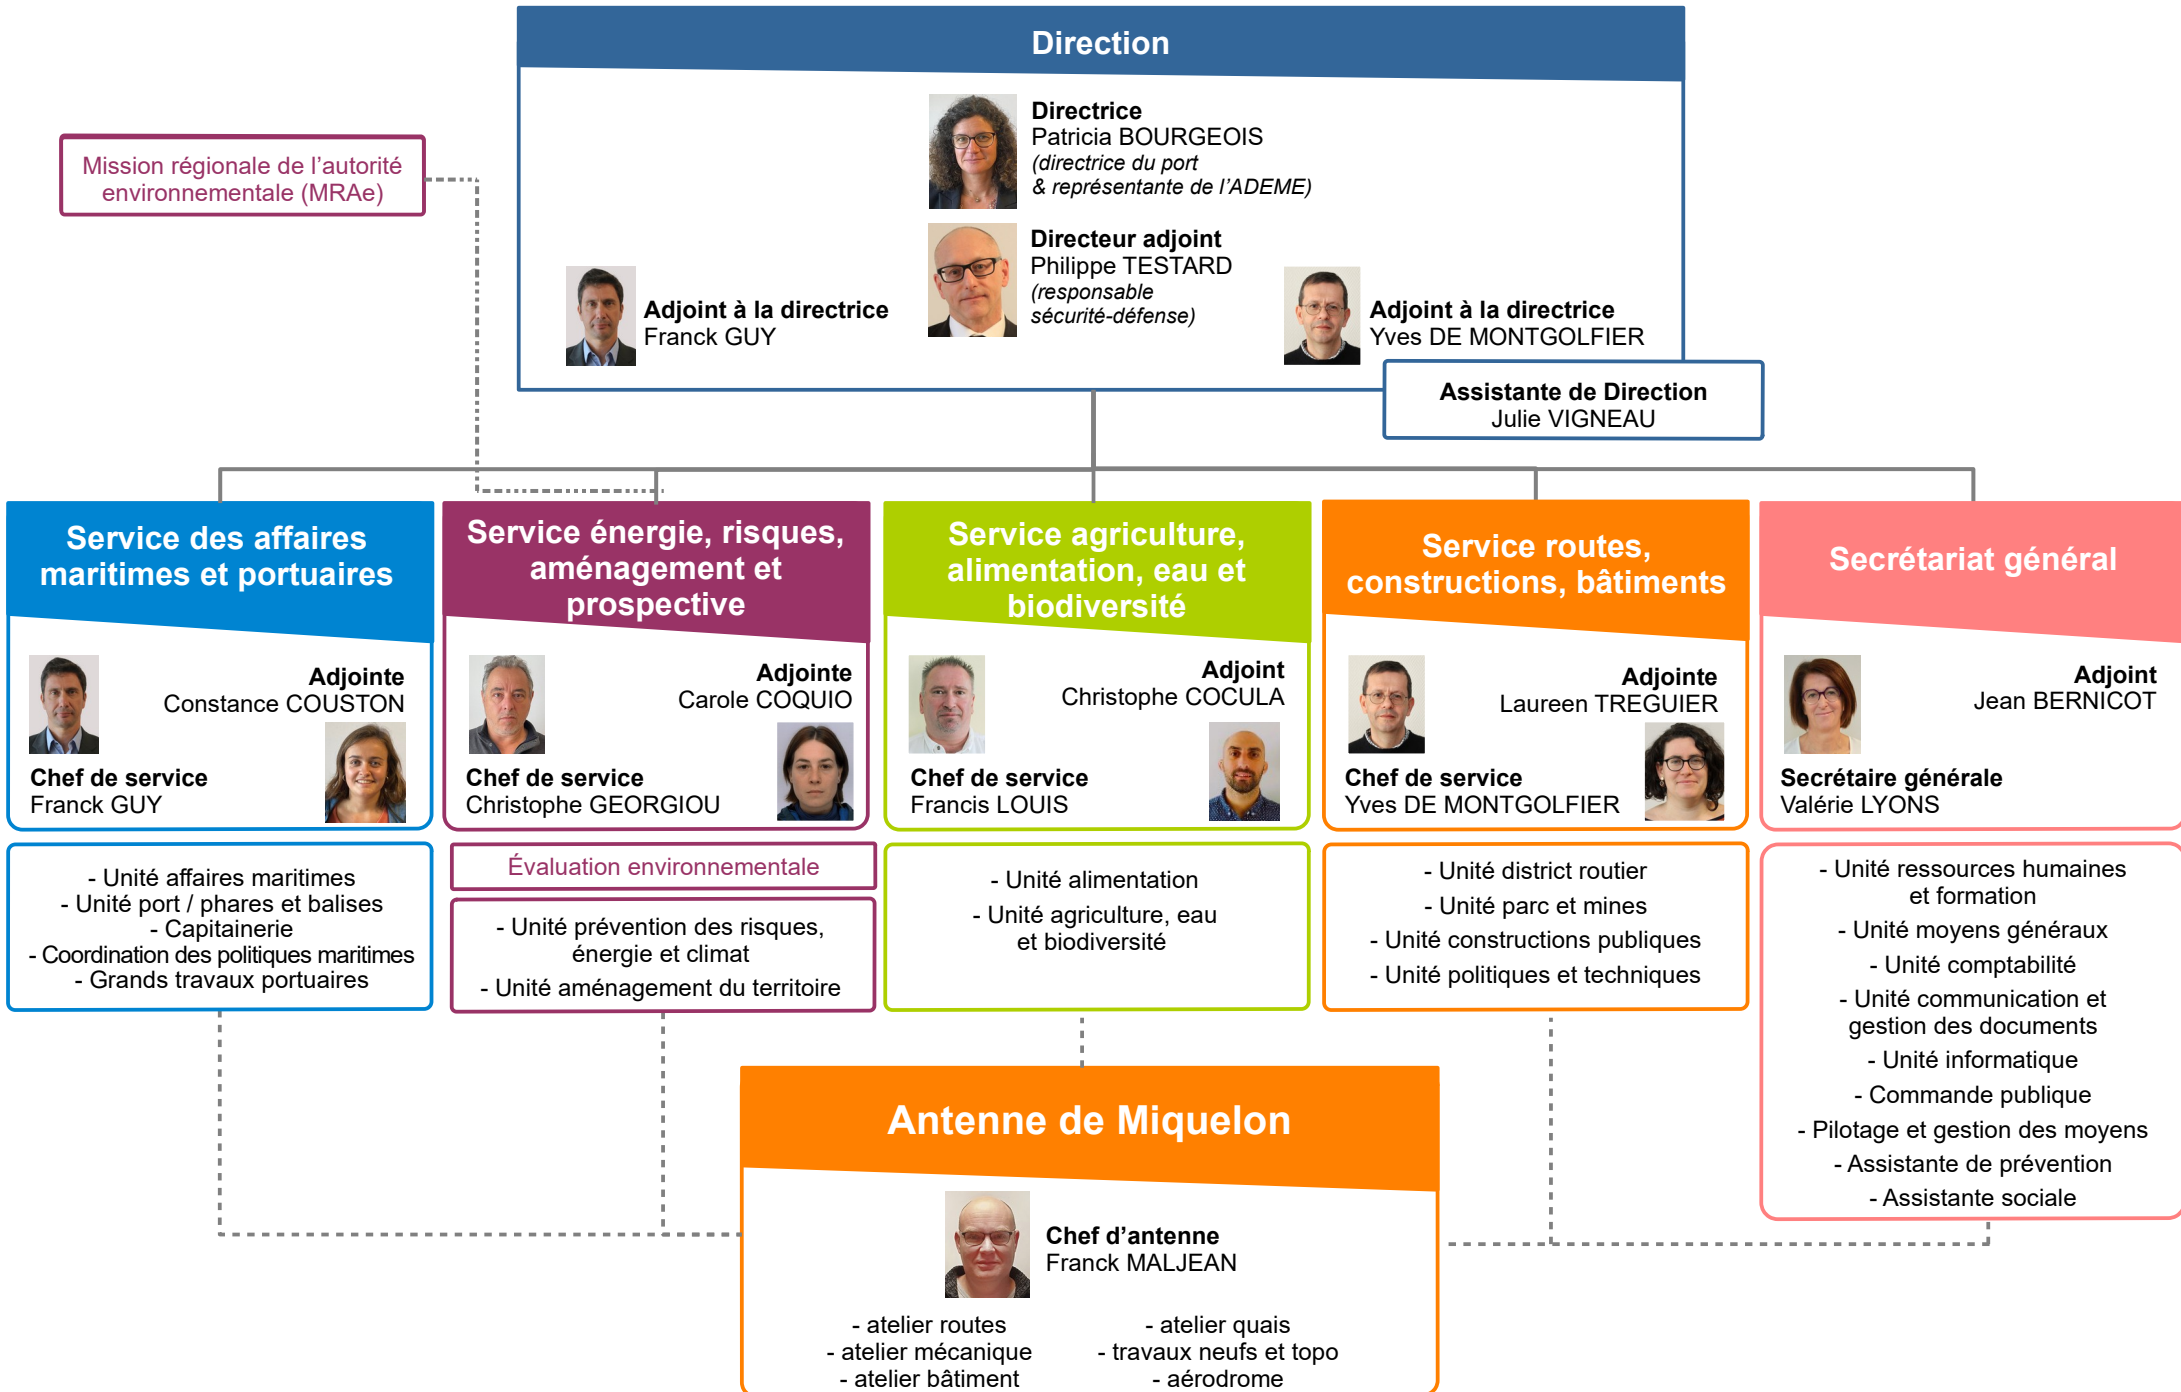 Direction
Directrice
Patricia BOURGEOIS
(directrice du port
& représentante de l’ADEME)
Mission régionale de l’autorité
environnementale (MRAe)
Directeur adjoint
Philippe TESTARD
(responsable
sécurité-défense)
Adjoint à la directrice
Franck GUY
Adjoint à la directrice
Yves DE MONTGOLFIER
Assistante de Direction
Julie VIGNEAU
Service des affaires
maritimes et portuaires
Adjointe
Constance COUSTON
Chef de service
Franck GUY
- Unité affaires maritimes
- Unité port / phares et balises
- Capitainerie
- Coordination des politiques maritimes
- Grands travaux portuaires
Service énergie, risques,
aménagement et
prospective
Adjointe
Carole COQUIO
Chef de service
Christophe GEORGIOU
Évaluation environnementale
- Unité prévention des risques,
énergie et climat
- Unité aménagement du territoire
Service agriculture,
alimentation, eau et
biodiversité
Adjoint
Christophe COCULA
Chef de service
Francis LOUIS
- Unité alimentation
- Unité agriculture, eau
et biodiversité
Service routes,
constructions, bâtiments
Adjointe
Laureen TREGUIER
Chef de service
Yves DE MONTGOLFIER
- Unité district routier
- Unité parc et mines
- Unité constructions publiques
- Unité politiques et techniques
Secrétariat général
Adjoint
Jean BERNICOT
Secrétaire générale
Valérie LYONS
- Unité ressources humaines
et formation
- Unité moyens généraux
- Unité comptabilité
- Unité communication et
gestion des documents
- Unité informatique
- Commande publique
- Pilotage et gestion des moyens
- Assistante de prévention
- Assistante sociale
Antenne de Miquelon
Chef d’antenne
Franck MALJEAN
- atelier routes
- atelier mécanique
- atelier bâtiment
- atelier quais
- travaux neufs et topo
- aérodrome